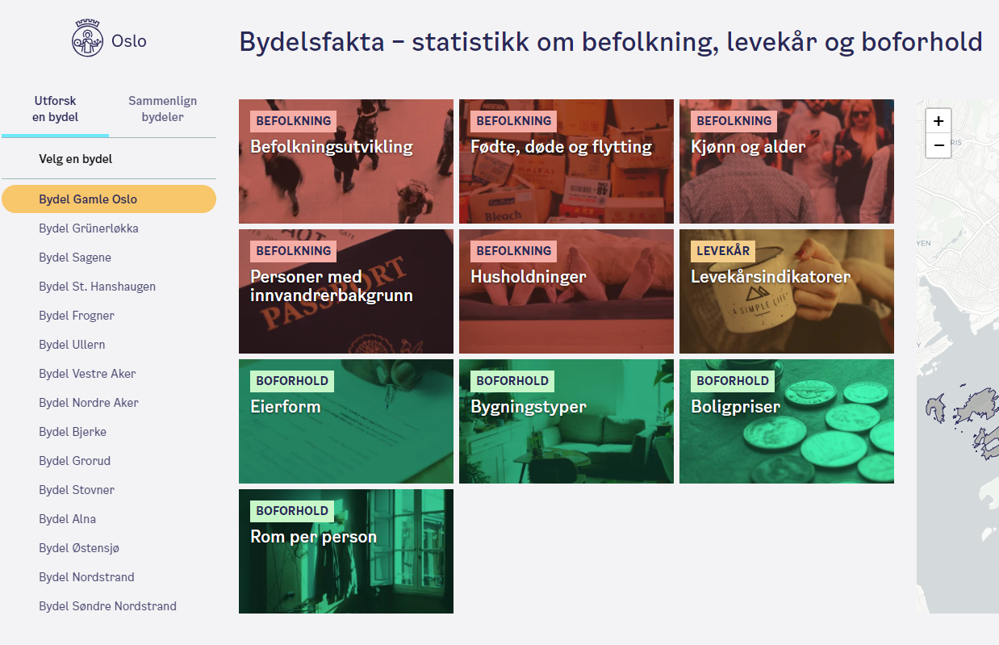 Oslo
Bydelsfakta – statistikk om befolkning, levekår og boforhold
Utforsk
en bydel
Sammenlign
bydeler
Velg en bydel
Bydel Gamle Oslo
Bydel Grünerløkka
Bydel Sagene
Bydel St. Hanshaugen
Bydel Frogner
Bydel Ullern
Bydel Vestre Aker
Bydel Nordre Aker
Bydel Bjerke
Bydel Grorud
Bydel Stovner
Bydel Alna
Bydel Østensjø
Bydel Nordstrand
Bydel Søndre Nordstrand
BEFOLKNING
Befolkningsutvikling
BEFOLKNING
Fødte, døde og flytting
HALFAL
48
Bleach
BEFOLKNING
Kjønn og alder
BEFOLKNING
Personer med
innvandrerbakgrunn
GATE
PASSPORT
BEFOLKNING
Husholdninger
LEVEKÅR
Levekårsindikatorer
A SIMPLE LIFE
BOFORHOLD
Eierform
BOFORHOLD
Bygningstyper
BOFORHOLD
Boligpriser
BOFORHOLD
Rom per person
+
−
RIS
YEN